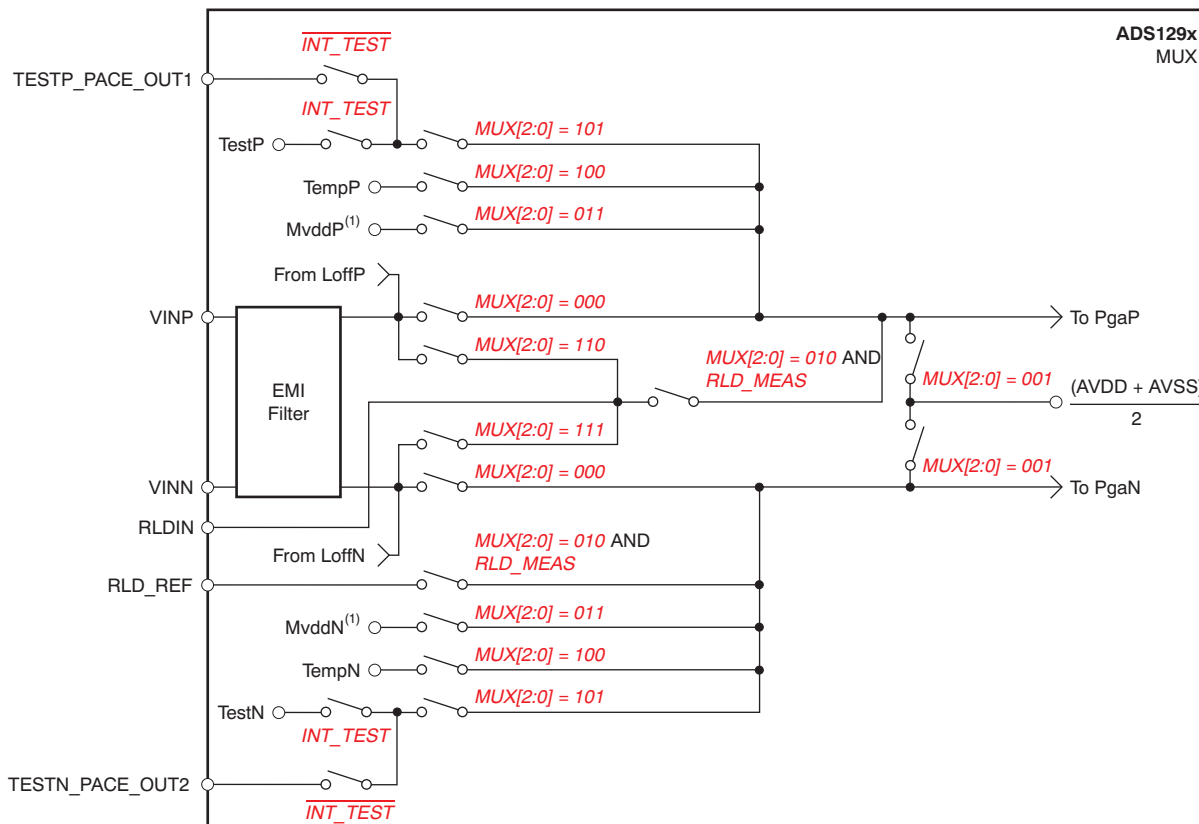 ADS129x
MUX
INT_TEST
TESTP_PACE_OUT1
INT_TEST
TestP
MUX[2:0] = 101
TempP
MUX[2:0] = 100
MvddP(1)
MUX[2:0] = 011
From LoffP
VINP
MUX[2:0] = 000
To PgaP
MUX[2:0] = 110
MUX[2:0] = 010 AND
RLD_MEAS
EMI
Filter
MUX[2:0] = 001
(AVDD + AVSS)
2
MUX[2:0] = 111
MUX[2:0] = 001
VINN
MUX[2:0] = 000
To PgaN
RLDIN
From LoffN
MUX[2:0] = 010 AND
RLD_MEAS
RLD_REF
MvddN(1)
MUX[2:0] = 011
TempN
MUX[2:0] = 100
TestN
MUX[2:0] = 101
INT_TEST
TESTN_PACE_OUT2
INT_TEST